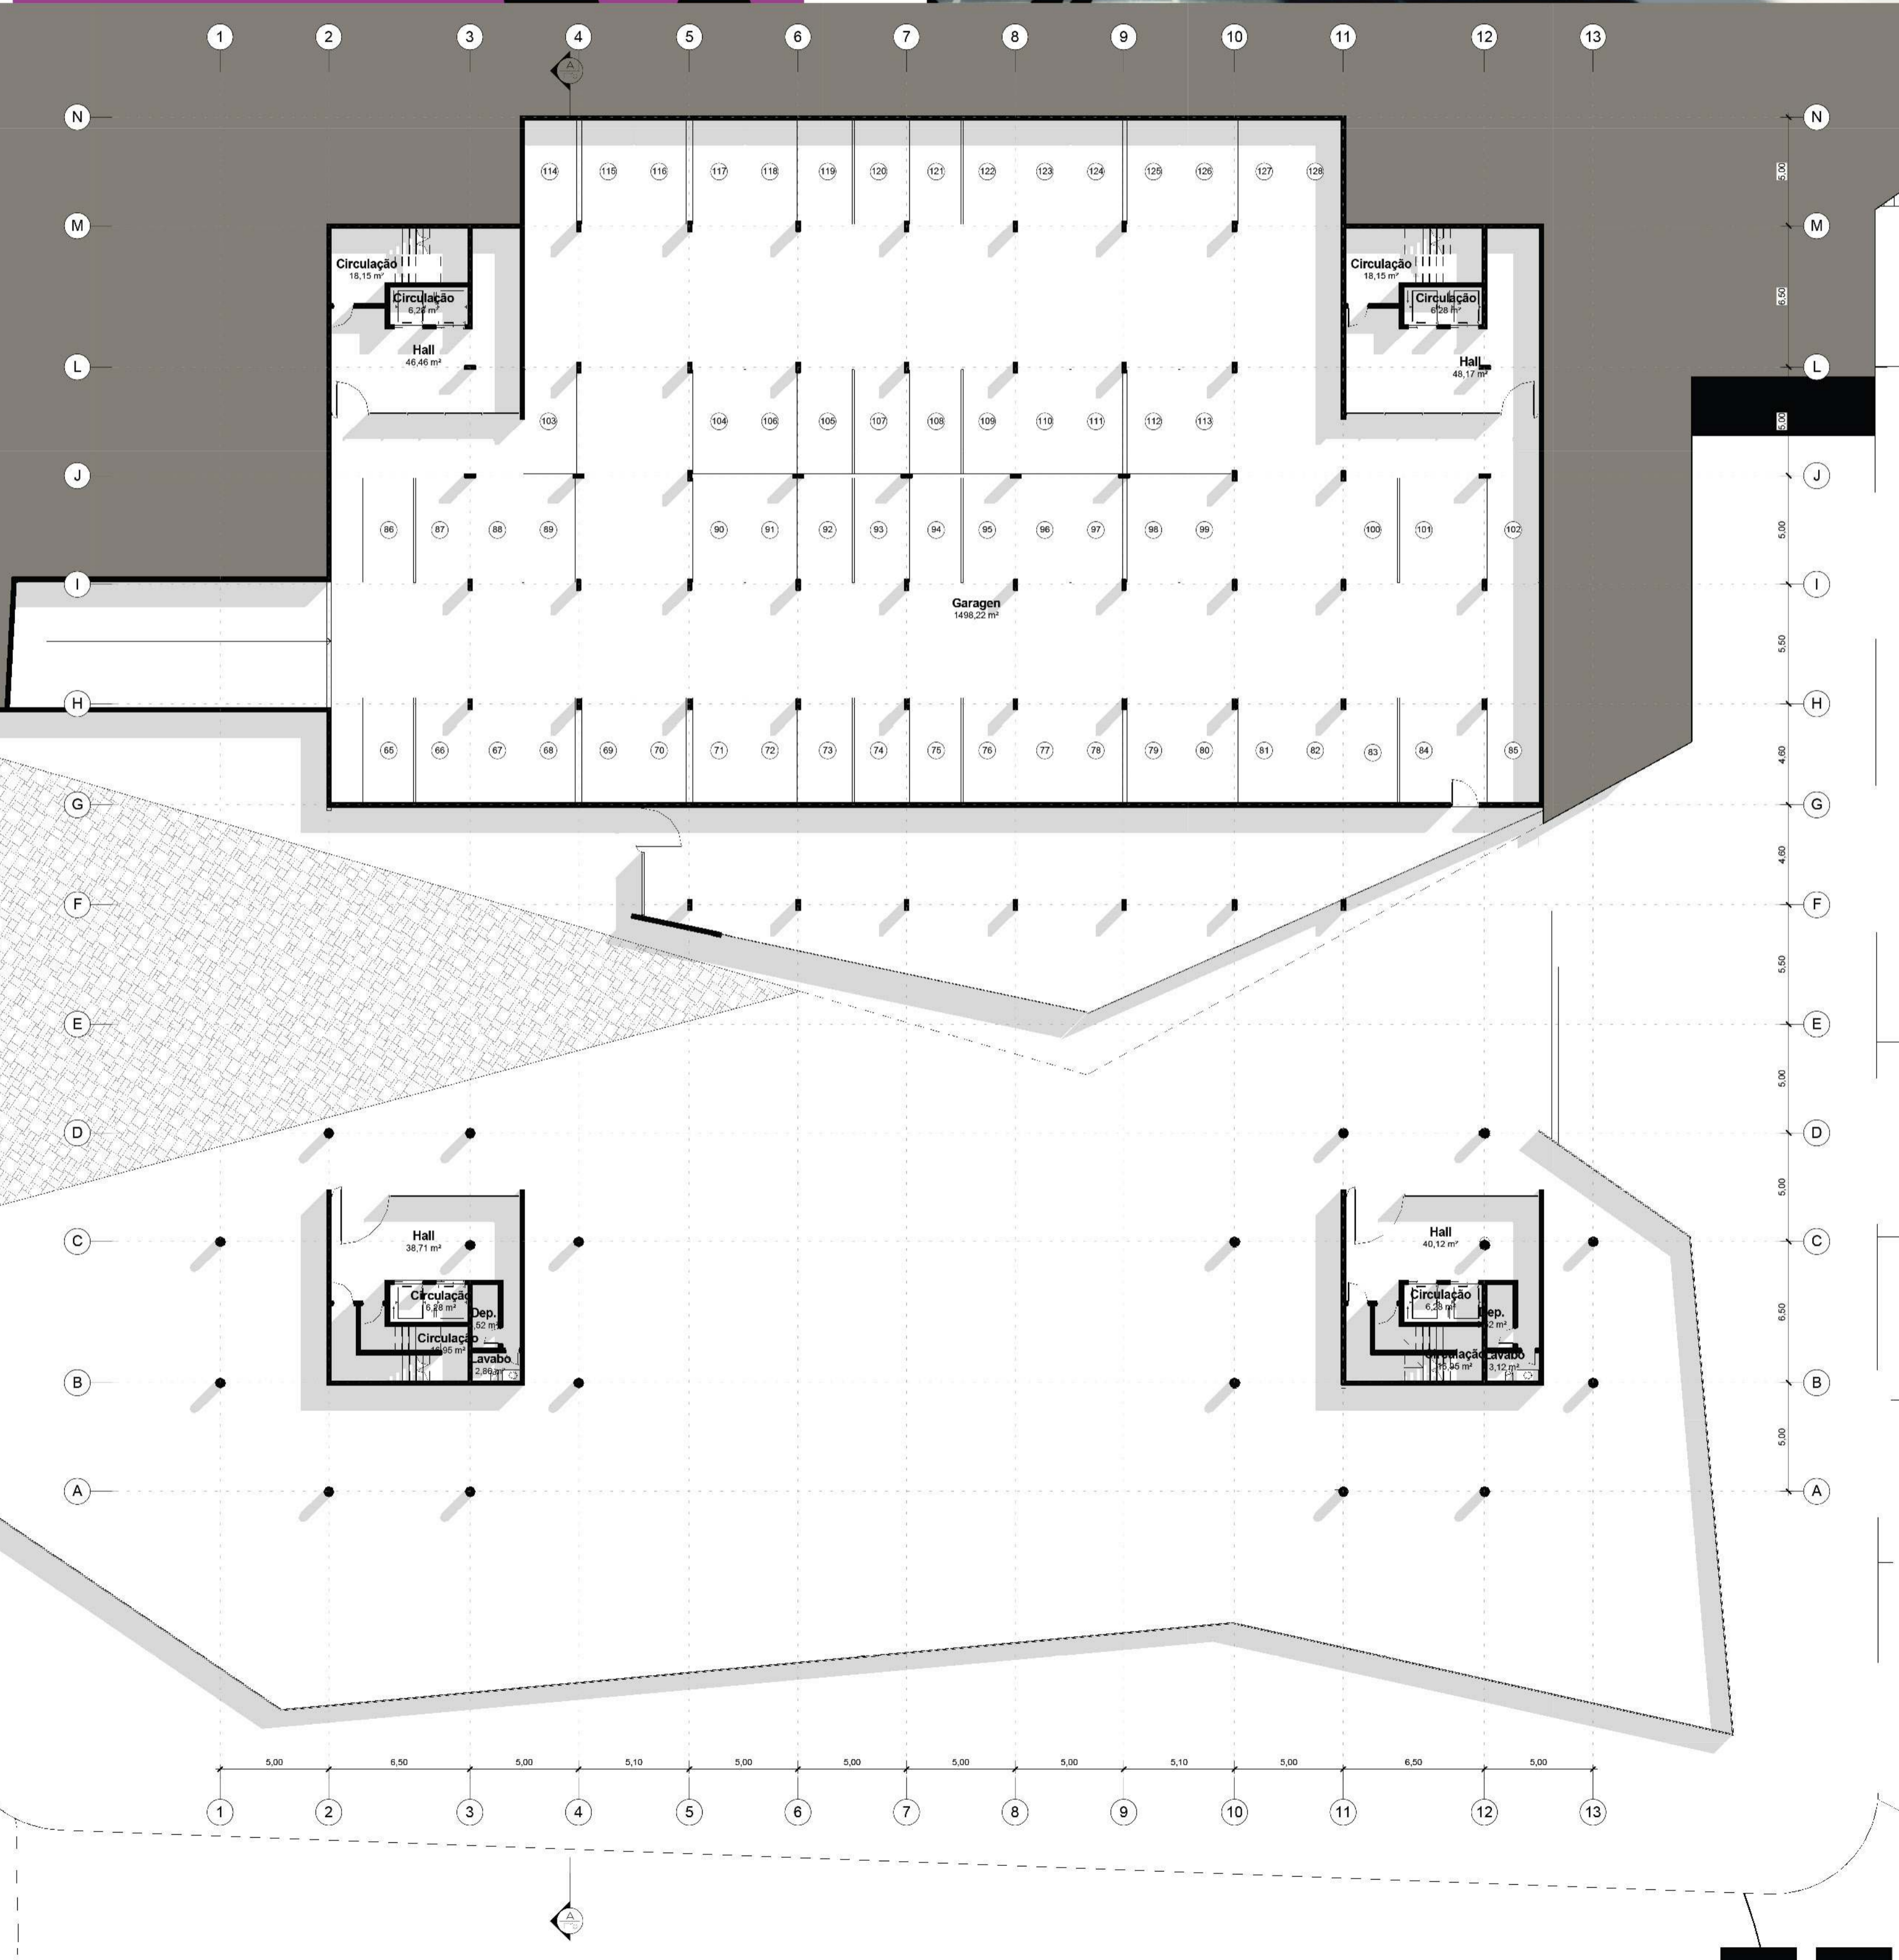 1 2 3 4 5 6 7 8 9 10 11 12 13
A
N N
114 115 116 117 118 119 120 121 122 123 124 125 126 127 128
5,00
M M
Circulação
18,15 m²
Circulação
6,28 m²
Hall
46,46 m²
Circulação
18,15 m²
Circulação
6,28 m²
Hall
48,17 m²
6,50
L L
103 104 106 105 107 108 109 110 111 112 113
5,00
J J
86 87 88 89 90 91 92 93 94 95 96 97 98 99 100 101 102
5,00
I I
Garagen
1498,22 m²
5,50
H H
65 66 67 68 69 70 71 72 73 74 75 76 77 78 79 80 81 82 83 84 85
4,60
G G
4,60
F F
5,50
E E
5,00
D D
5,00
Hall
38,71 m²
Hall
40,12 m²
C C
Circulação
6,28 m²
Dep.
52 m²
Circulação
Lavabo
Circulação
6,28 m²
Dep.
Circulação
Lavabo
3,12 m²
6,50
B B
5,00
A A
5,00 6,50 5,00 5,10 5,00 5,00 5,00 5,00 5,10 5,00 6,50 5,00
1 2 3 4 5 6 7 8 9 10 11 12 13
A